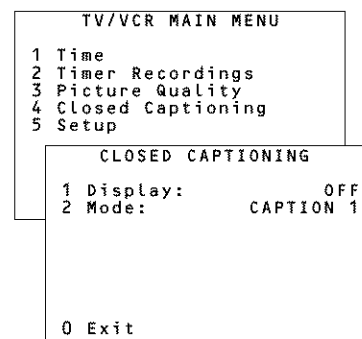 TV/VCR MAIN MENU
1 Time
2 Timer Recordings
3 Picture Quality
4 Closed Captioning
5 Setup
CLOSED CAPTIONING
1 Display: OFF
2 Mode: CAPTION 1
0 Exit